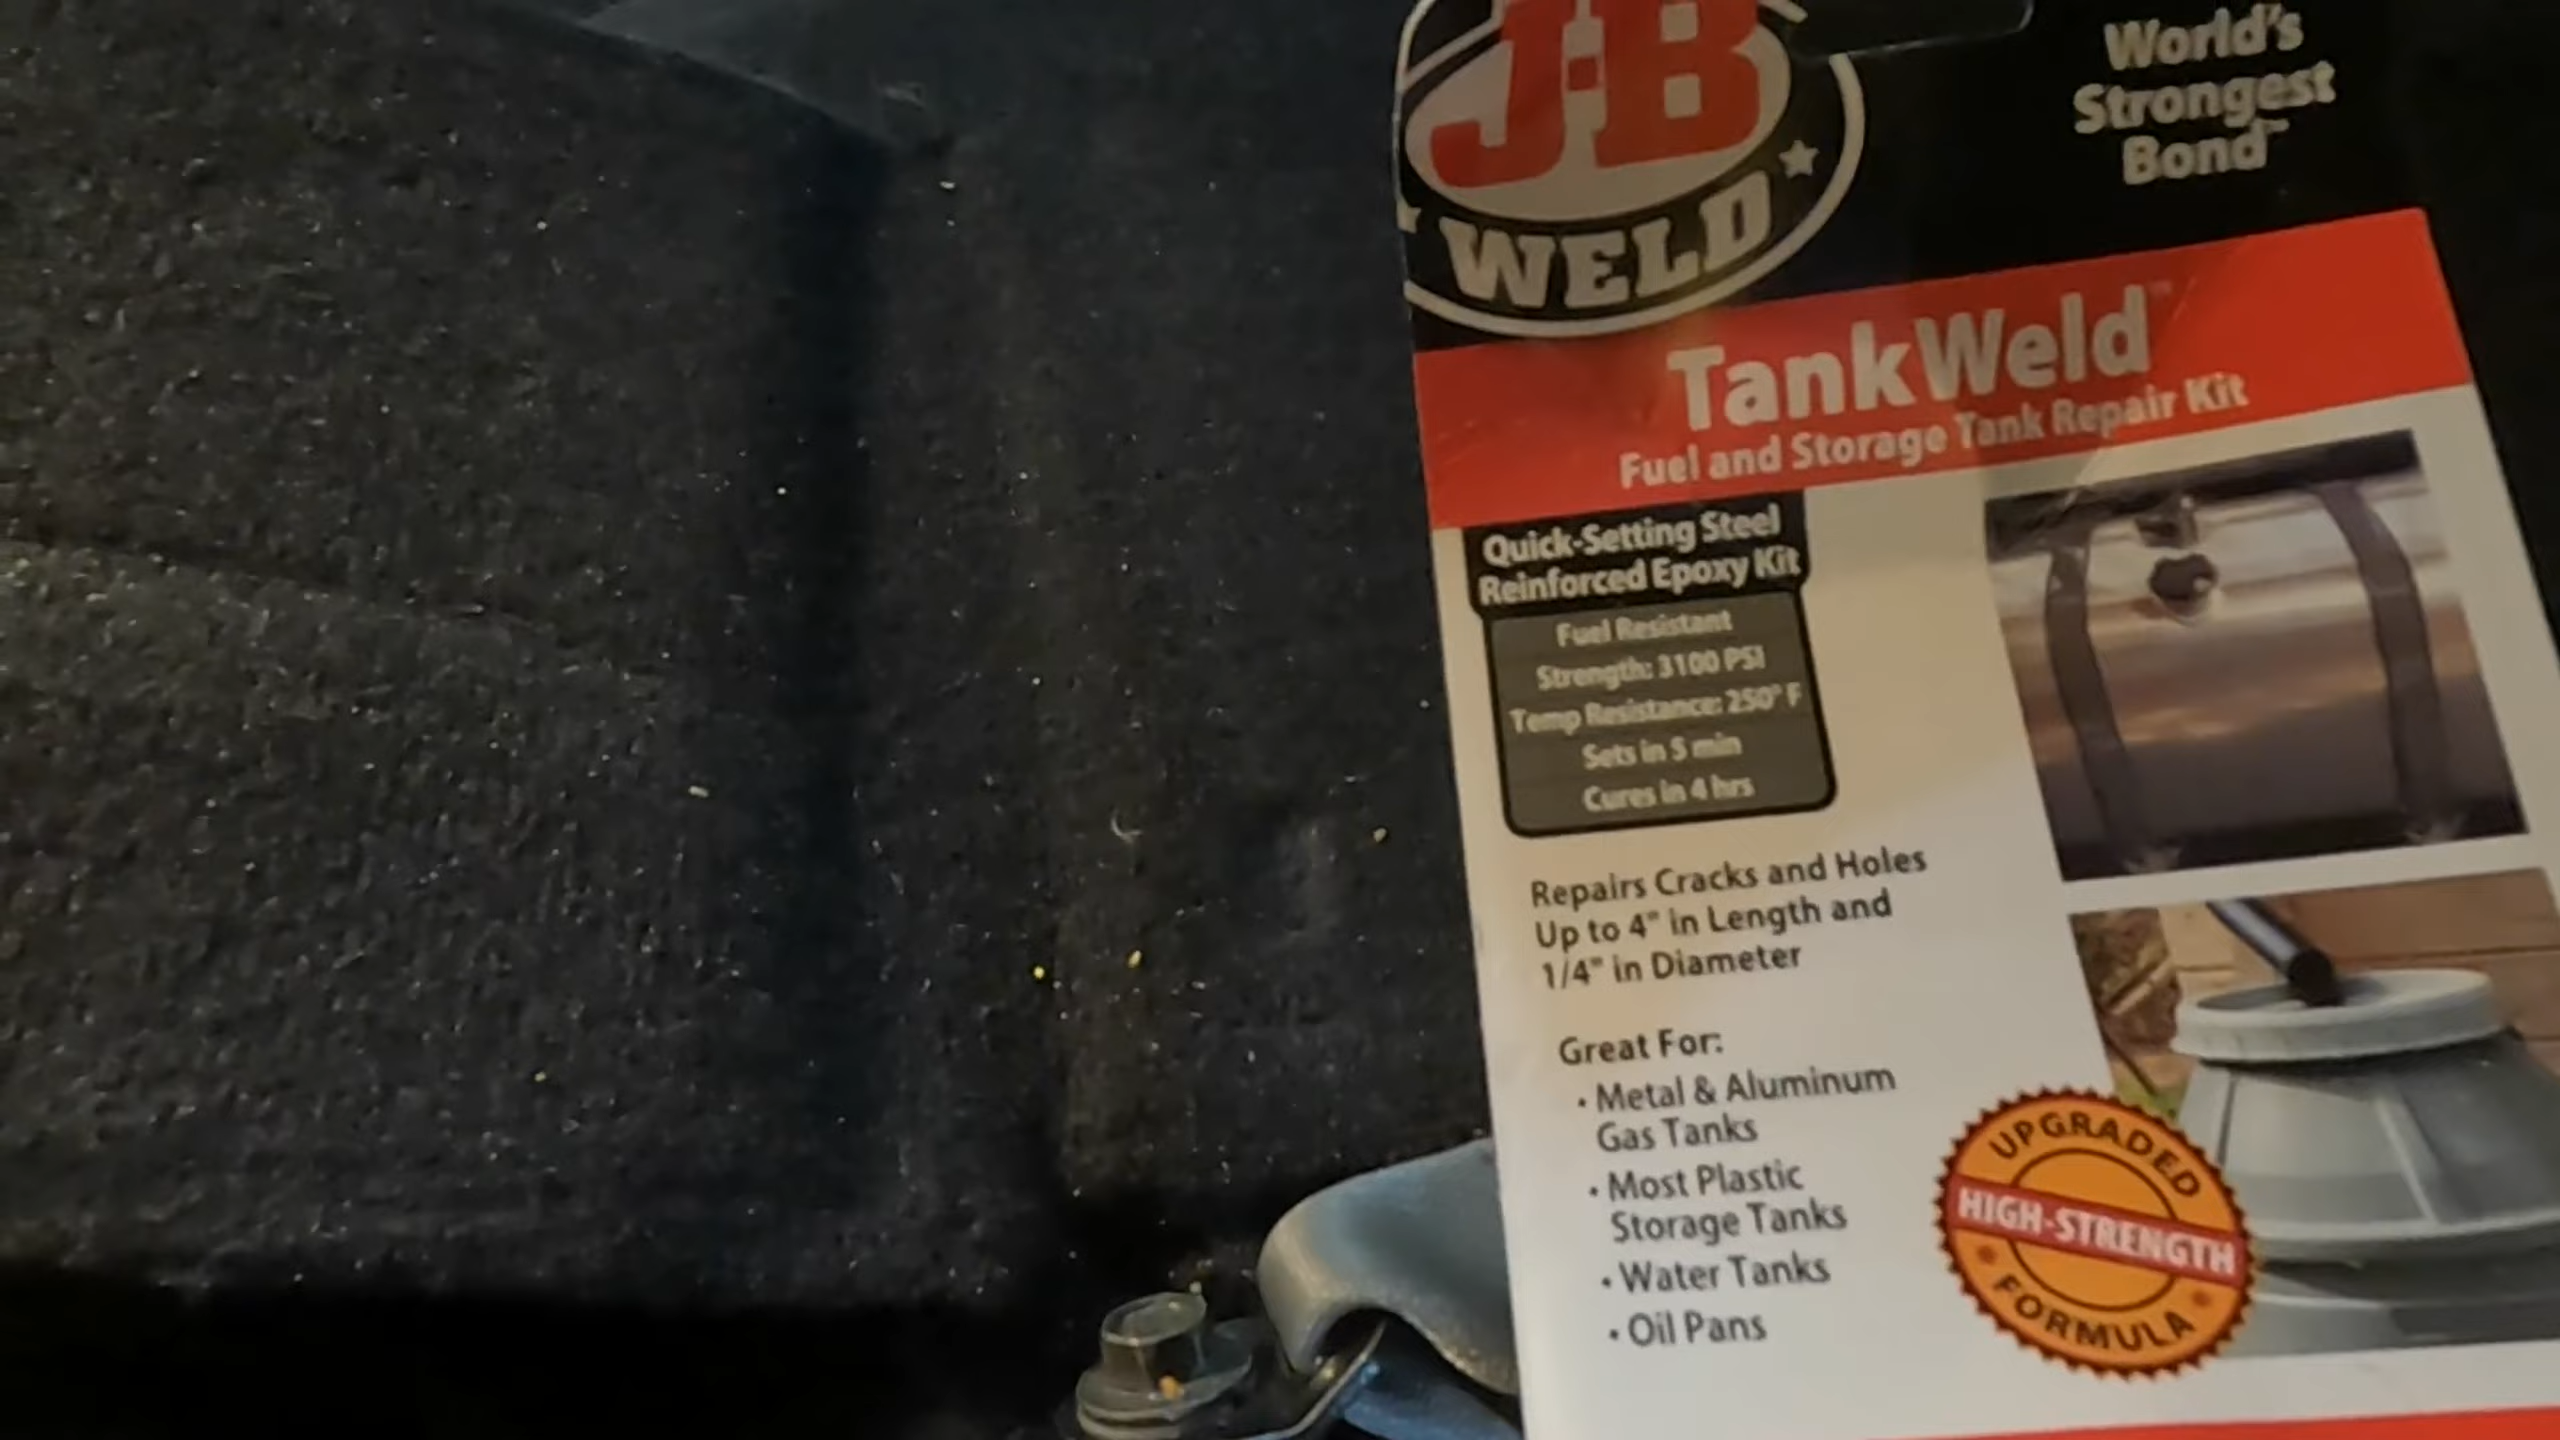 J-B
WELD
World's
Strongest
Bond™
TankWeld™
Fuel and Storage Tank Repair Kit
Quick-Setting Steel
Reinforced Epoxy Kit
Fuel Resistant
Strength: 3100 PSI
Temp Resistance: 250° F
Sets in 5 min
Cures in 4 hrs
Repairs Cracks and Holes
Up to 4" in Length and
1/4" in Diameter
Great For:
• Metal & Aluminum
Gas Tanks
• Most Plastic
Storage Tanks
• Water Tanks
• Oil Pans
UPGRADED
HIGH-STRENGTH
FORMULA